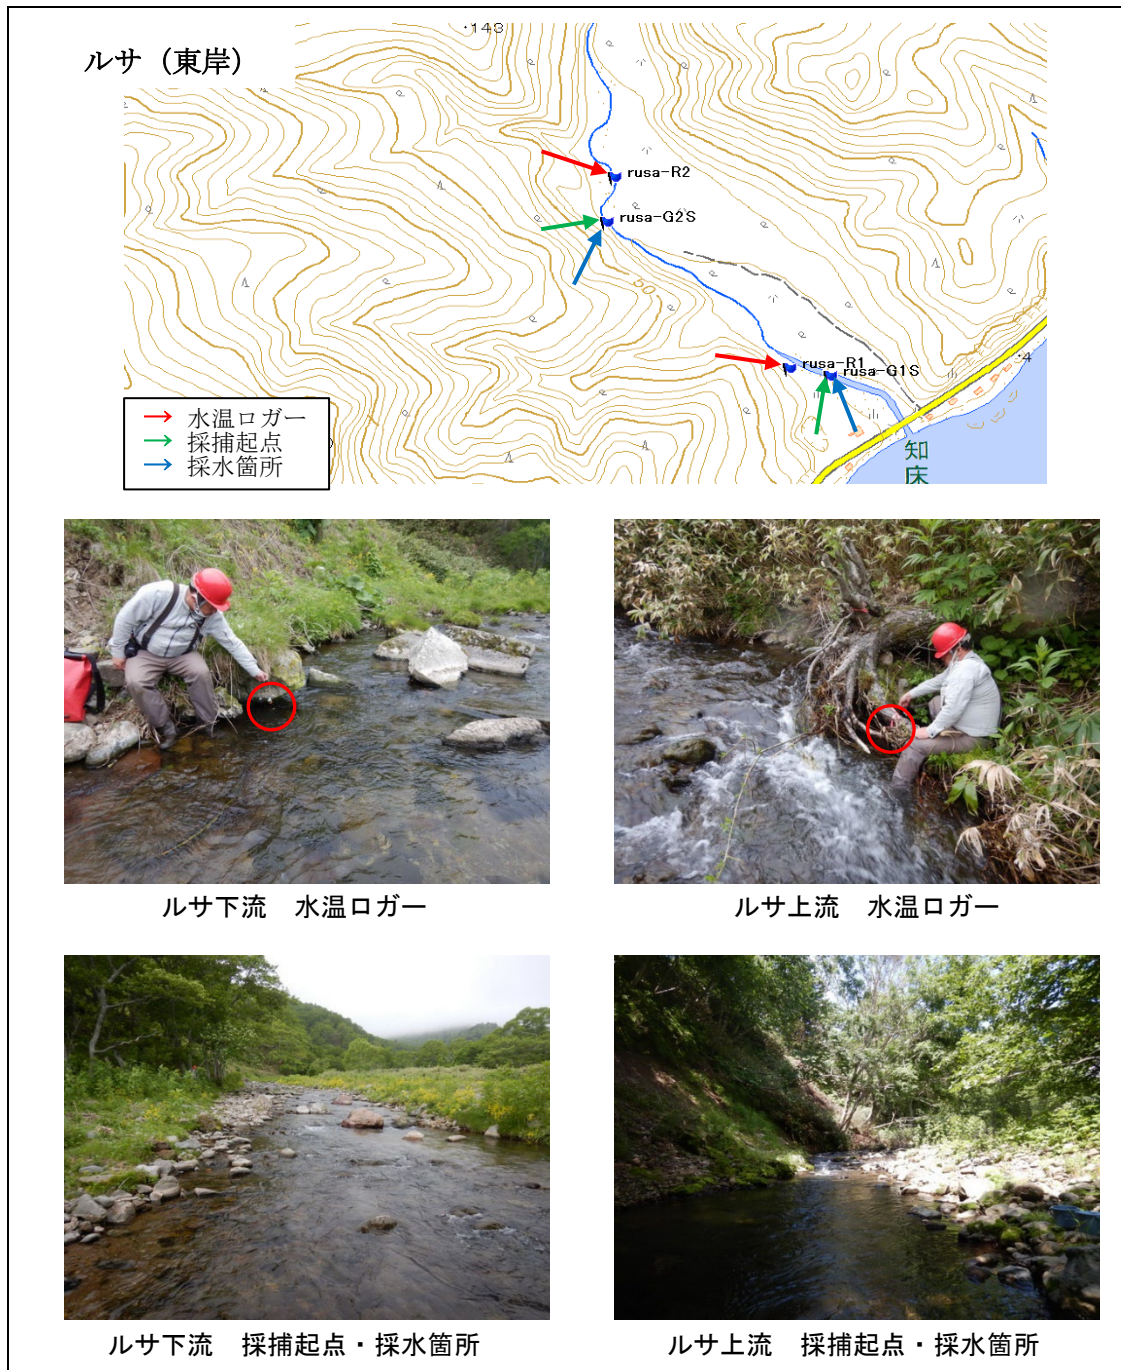 ·143
ルサ（東岸）
rusa-R2
rusa-G2S
50
rusa-R1
rusa-G1S
·4
水温ロガー
採捕起点
採水箇所
知
床
ルサ下流　水温ロガー
ルサ上流　水温ロガー
ルサ下流　採捕起点・採水箇所
ルサ上流　採捕起点・採水箇所